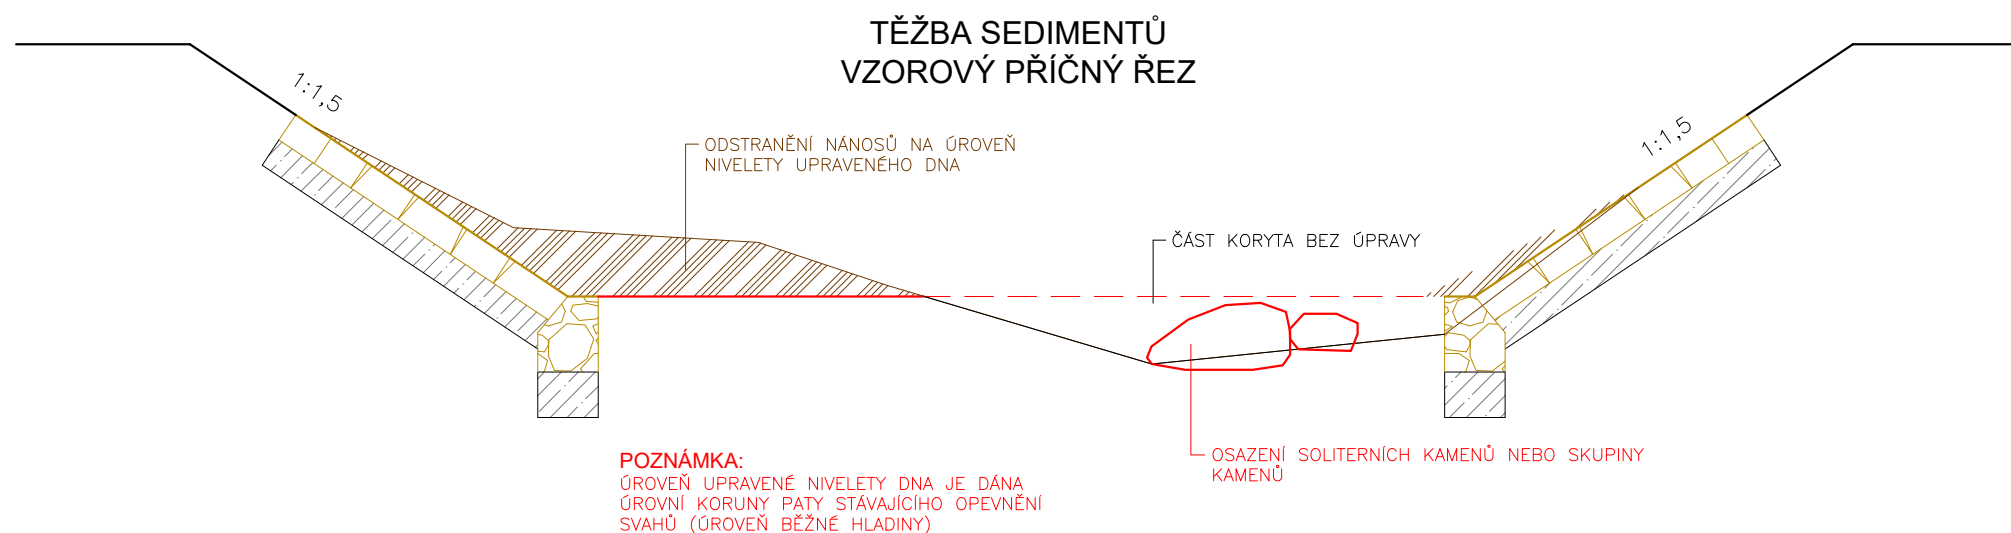 TĚŽBA SEDIMENTŮ
VZOROVÝ PŘÍČNÝ ŘEZ
1:1,5
ODSTRANĚNÍ NÁNOSŮ NA ÚROVEŇ
NIVELETY UPRAVENÉHO DNA
1:1,5
ČÁST KORYTA BEZ ÚPRAVY
OSAZENÍ SOLITERNÍCH KAMENŮ NEBO SKUPINY
KAMENŮ
POZNÁMKA:
ÚROVEŇ UPRAVENÉ NIVELETY DNA JE DÁNA
ÚROVNÍ KORUNY PATY STÁVAJÍCÍHO OPEVNĚNÍ
SVAHŮ (ÚROVEŇ BĚŽNÉ HLADINY)